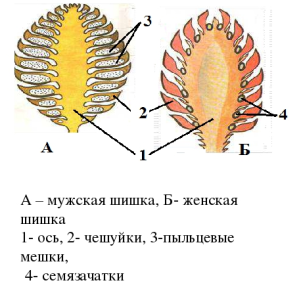 3
2
4
А
1
Б
А – мужская шишка, Б- женская
шишка
1- ось, 2- чешуйки, 3-пыльцевые
мешки,
4- семязачатки